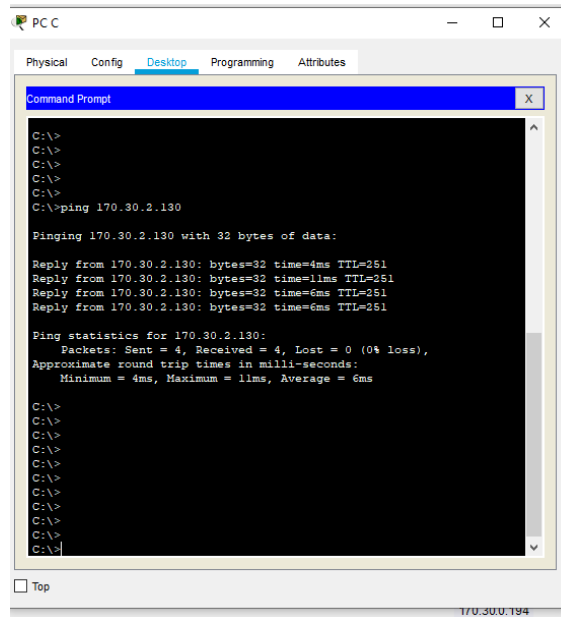 PC C
Physical Config Desktop Programming Attributes
Command Prompt X
C:\>
C:\>
C:\>
C:\>
C:\>
C:\>ping 170.30.2.130
Pinging 170.30.2.130 with 32 bytes of data:
Reply from 170.30.2.130: bytes=32 time=4ms TTL=251
Reply from 170.30.2.130: bytes=32 time=11ms TTL=251
Reply from 170.30.2.130: bytes=32 time=6ms TTL=251
Reply from 170.30.2.130: bytes=32 time=6ms TTL=251
Ping statistics for 170.30.2.130:
Packets: Sent = 4, Received = 4, Lost = 0 (0% loss),
Approximate round trip times in milli-seconds:
Minimum = 4ms, Maximum = 11ms, Average = 6ms
C:\>
C:\>
C:\>
C:\>
C:\>
C:\>
C:\>
C:\>
C:\>
C:\>
C:\>
Top
170.30.0.194